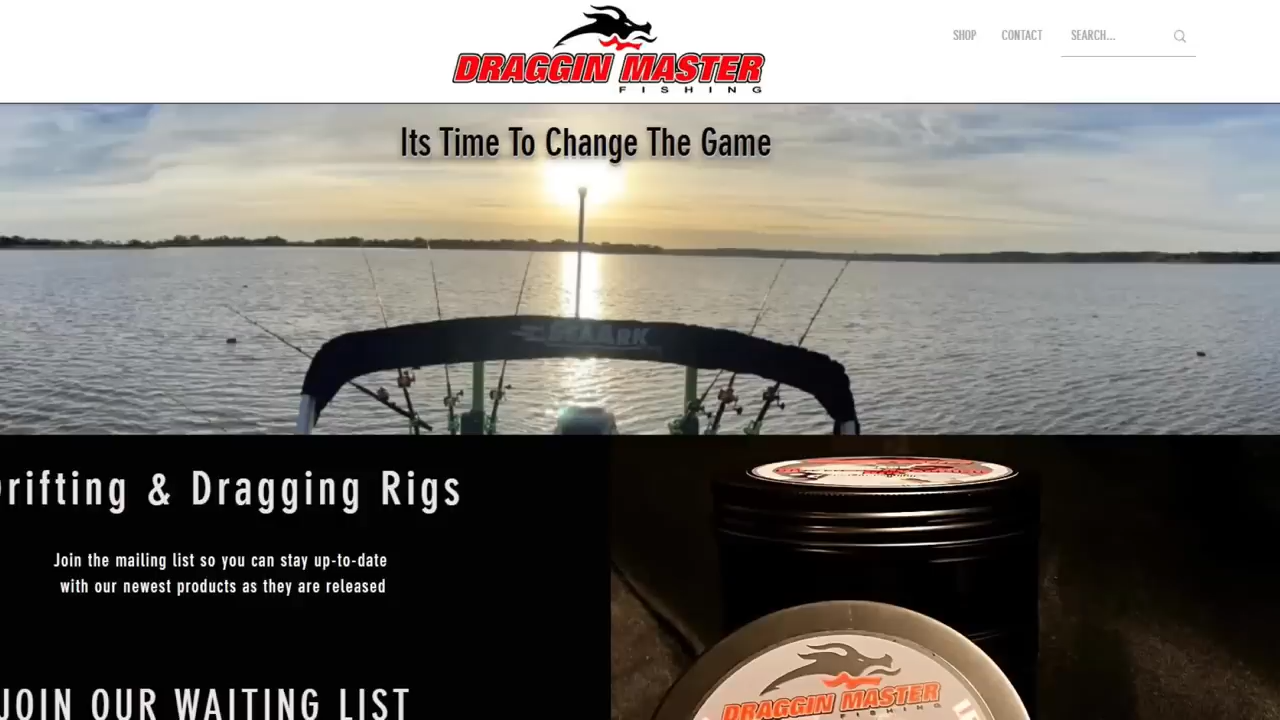 SHOP CONTACT SEARCH...
DRAGGIN MASTER
FISHING
Its Time To Change The Game
SEAARK
rifting & Dragging Rigs
Join the mailing list so you can stay up-to-date
with our newest products as they are released
JOIN OUR WAITING LIST
DRAGGIN MASTER
FISHING